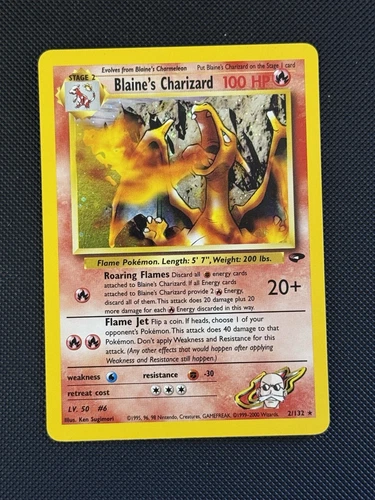 Evolves from Blaine's Charmeleon
Put Blaine's Charizard on the Stage 1 card
STAGE 2
Blaine's Charizard 100 HP
Flame Pokémon. Length: 5' 7", Weight: 200 lbs.
Roaring Flames Discard all energy cards
attached to Blaine's Charizard. If all Energy cards
attached to Blaine's Charizard provide 2 Energy,
discard all of them. This attack does 20 damage plus 20
more damage for each Energy discarded in this way.
20+
Flame Jet Flip a coin. If heads, choose 1 of your
opponent's Pokémon. This attack does 40 damage to that
Pokémon. Don't apply Weakness and Resistance for this
attack. (Any other effects that would happen after applying
Weakness and Resistance still happen.)
weakness
resistance -30
retreat cost
LV. 50 #6
Illus. Ken Sugimori
©1995, 96, 98 Nintendo, Creatures, GAMEFREAK. ©1999-2000 Wizards.
2/132